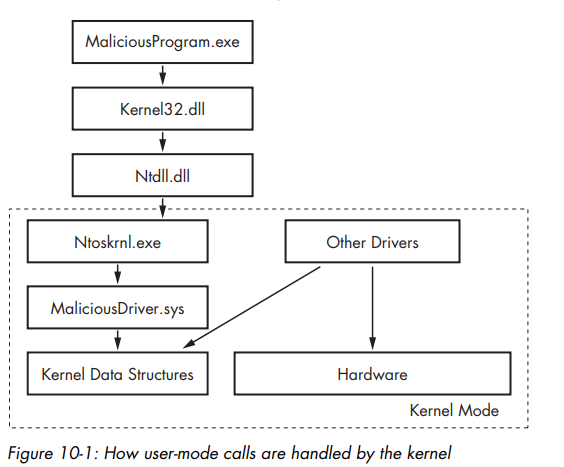 MaliciousProgram.exe
Kernel32.dll
Ntdll.dll
Ntoskrnl.exe
Other Drivers
MaliciousDriver.sys
Kernel Data Structures
Hardware
Kernel Mode
Figure 10-1: How user-mode calls are handled by the kernel